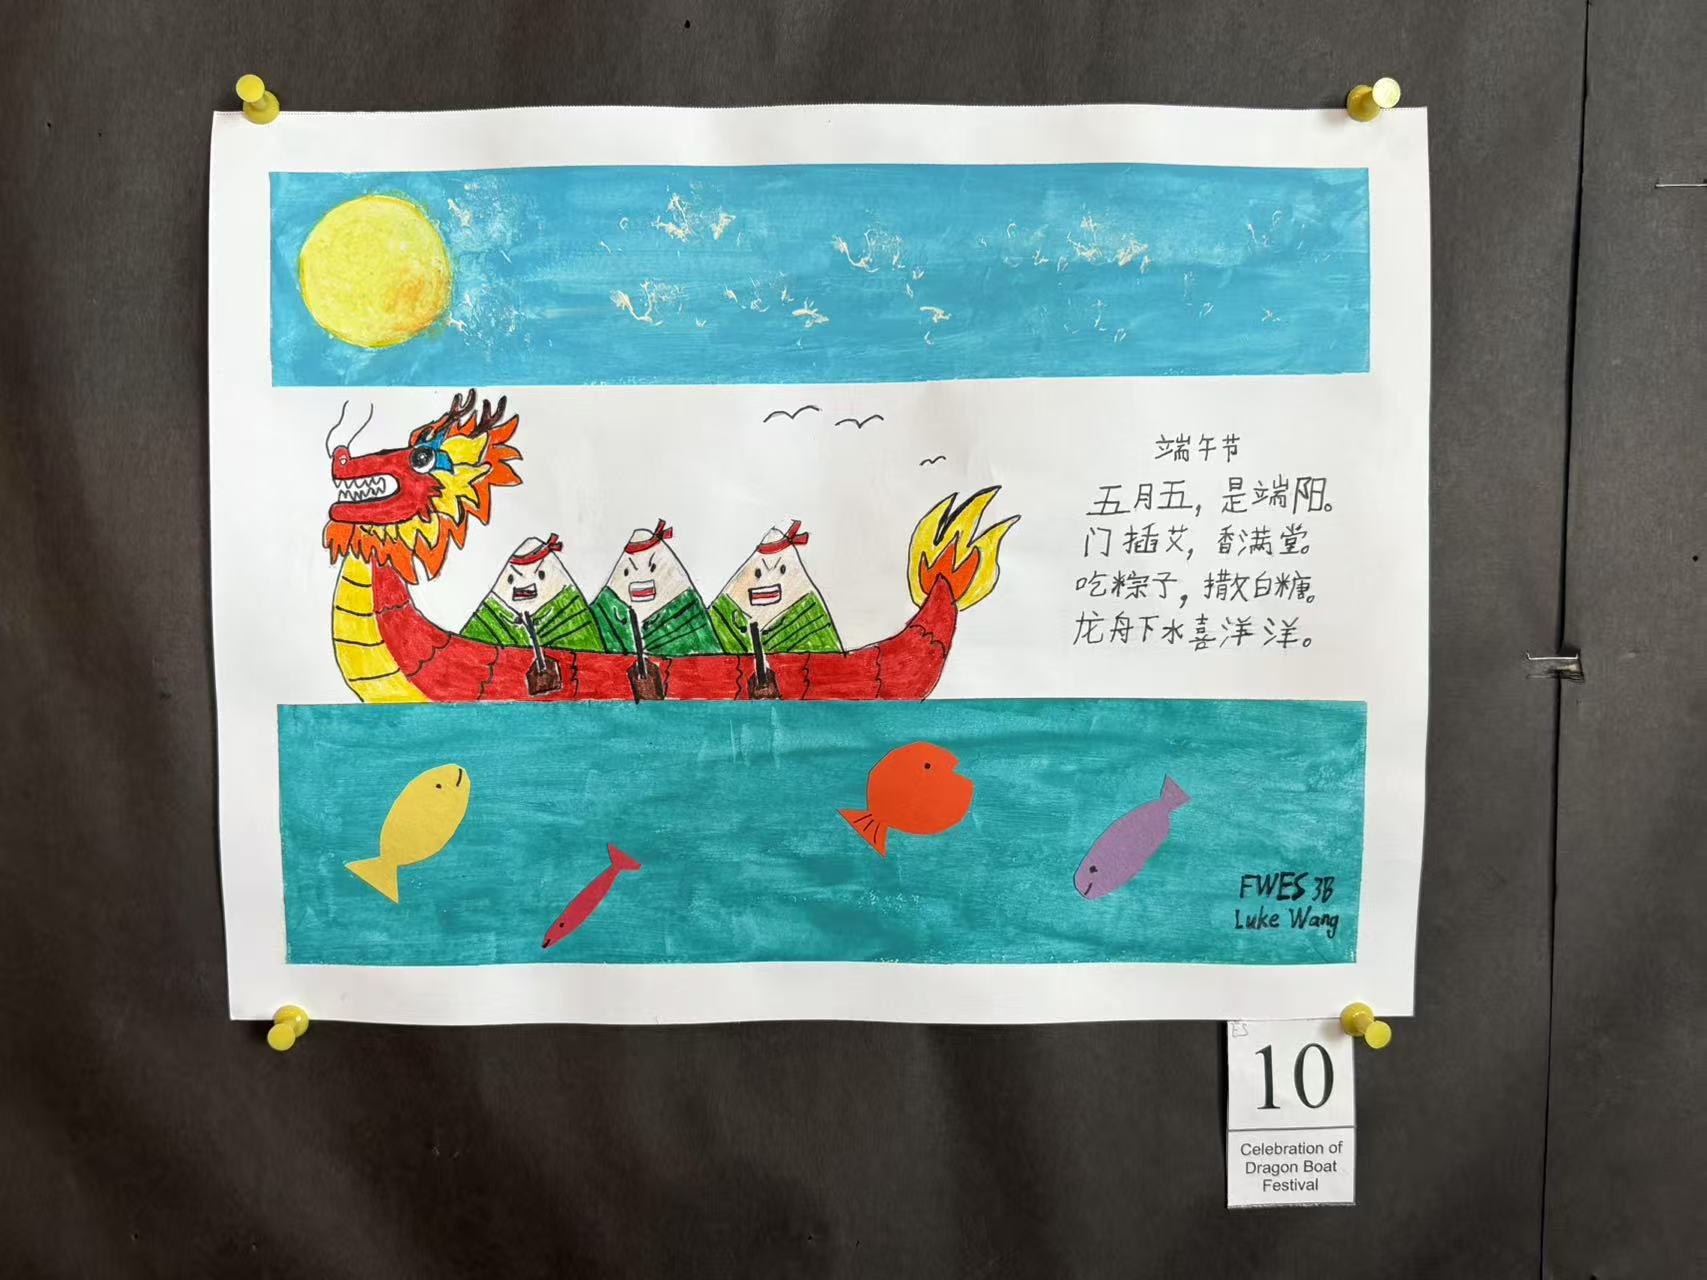 端午节
五月五，是端阳。
门插艾，香满堂。
吃粽子，撒白糖。
龙舟下水喜洋洋。
FWES 3B
Luke Wang
ES
10
Celebration of
Dragon Boat
Festival